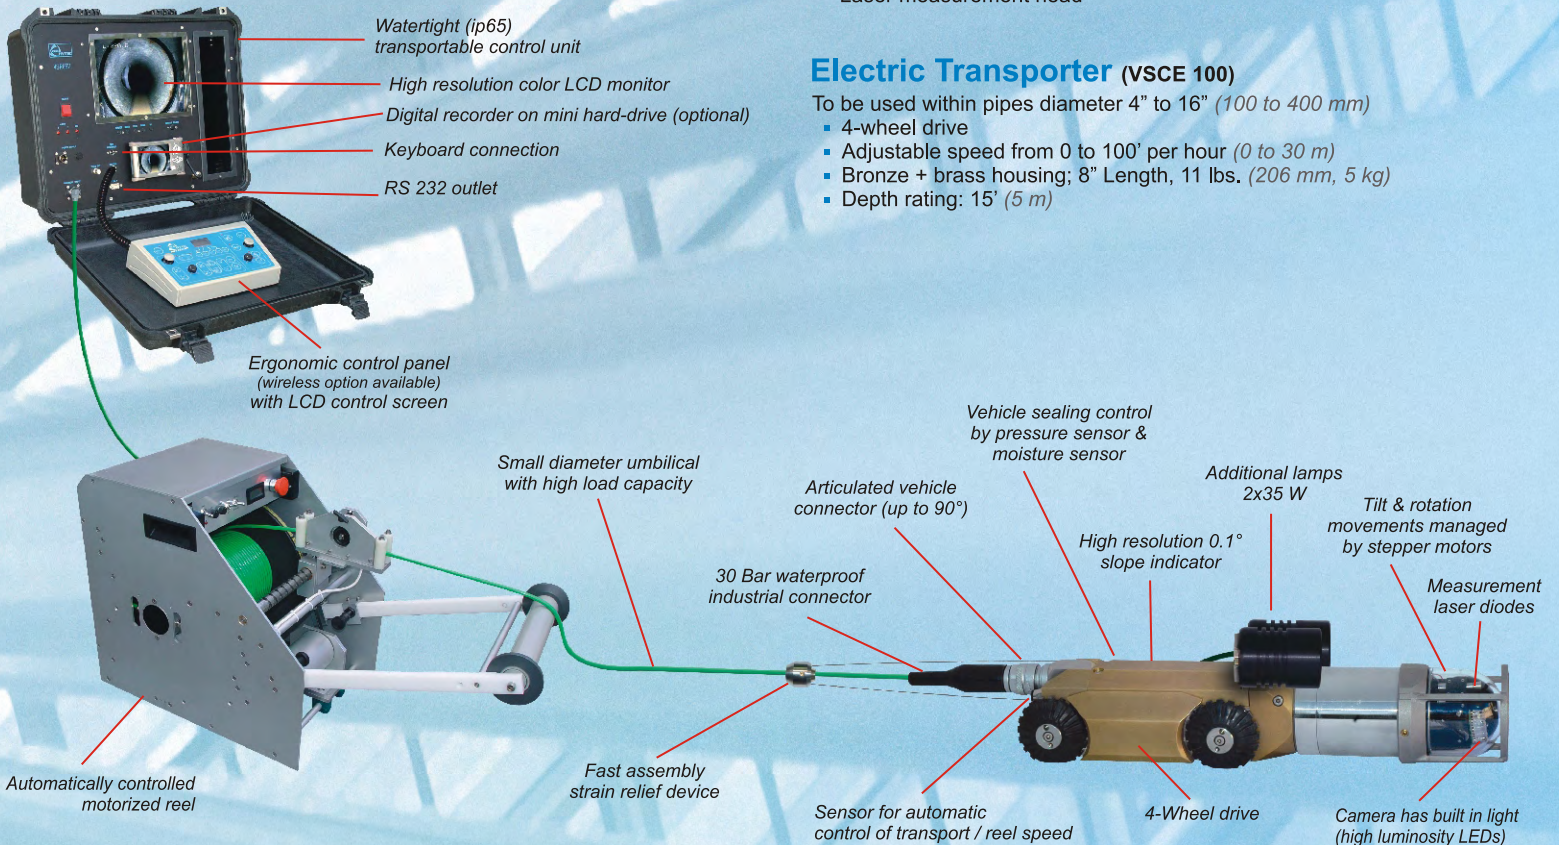 Laser measurement head
Watertight (ip65)
transportable control unit
High resolution color LCD monitor
Digital recorder on mini hard-drive (optional)
Keyboard connection
RS 232 outlet
Electric Transporter (VSCE 100)
To be used within pipes diameter 4” to 16” (100 to 400 mm)
▪ 4-wheel drive
▪ Adjustable speed from 0 to 100’ per hour (0 to 30 m)
▪ Bronze + brass housing; 8” Length, 11 lbs. (206 mm, 5 kg)
▪ Depth rating: 15’ (5 m)
Ergonomic control panel
(wireless option available)
with LCD control screen
Small diameter umbilical
with high load capacity
Articulated vehicle
connector (up to 90°)
Vehicle sealing control
by pressure sensor &
moisture sensor
Additional lamps
2x35 W
Tilt & rotation
movements managed
by stepper motors
30 Bar waterproof
industrial connector
High resolution 0.1°
slope indicator
Measurement
laser diodes
Automatically controlled
motorized reel
Fast assembly
strain relief device
Sensor for automatic
control of transport / reel speed
4-Wheel drive
Camera has built in light
(high luminosity LEDs)